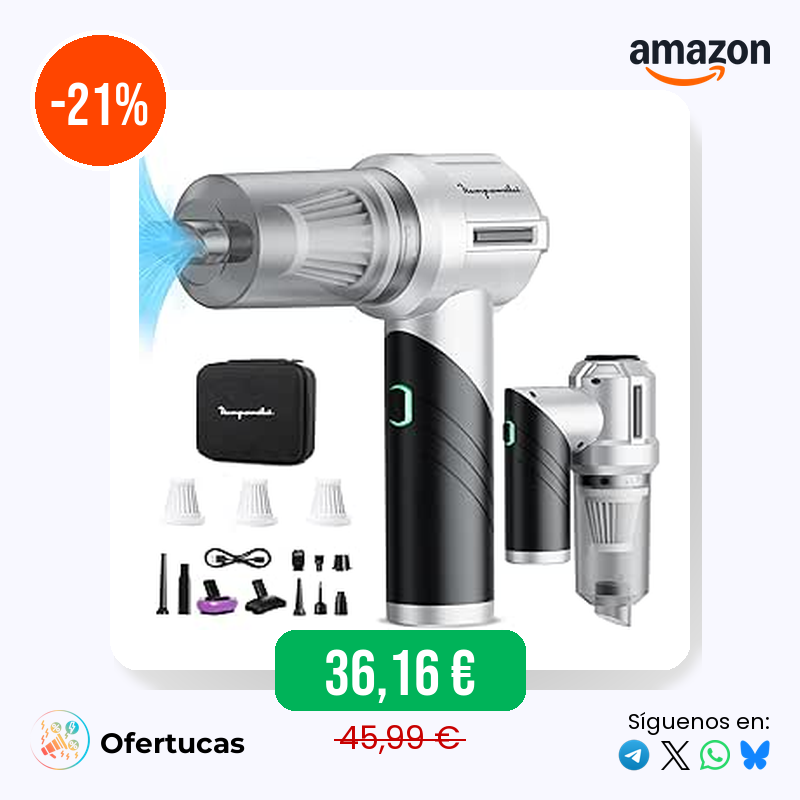 -21%
amazon
36,16 €
45,99 €
Ofertucas
Síguenos en: